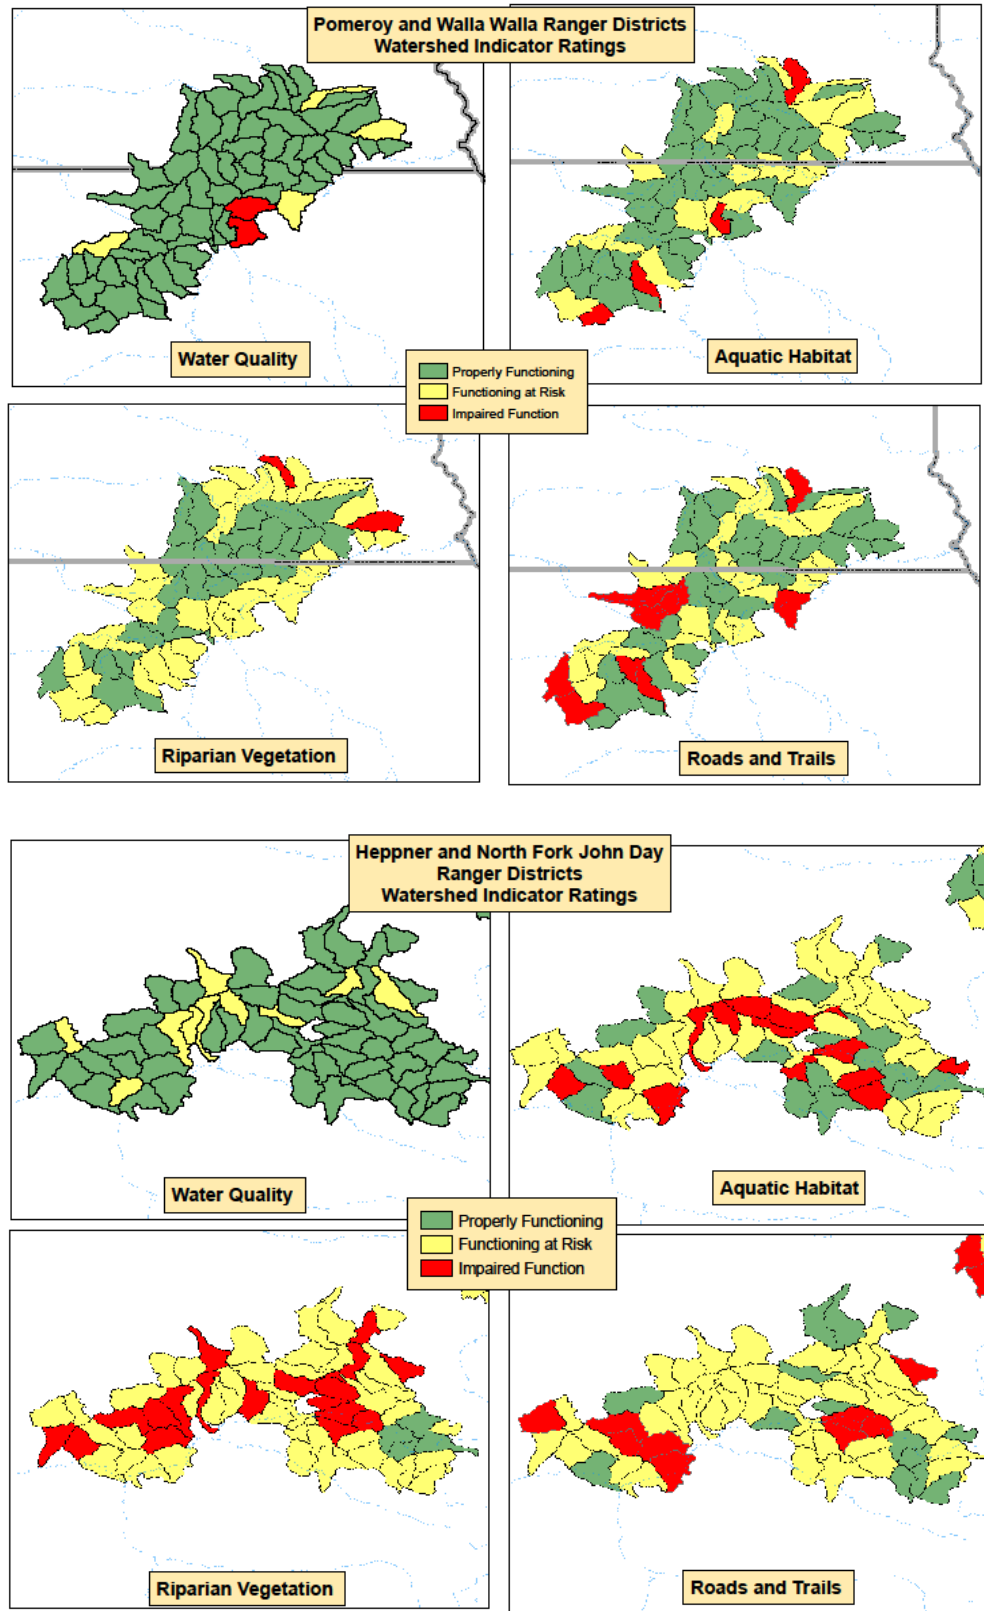 Pomeroy and Walla Walla Ranger Districts
Watershed Indicator Ratings
Water Quality
Aquatic Habitat
Properly Functioning
Functioning at Risk
Impaired Function
Riparian Vegetation
Roads and Trails
Heppner and North Fork John Day
Ranger Districts
Watershed Indicator Ratings
Water Quality
Aquatic Habitat
Properly Functioning
Functioning at Risk
Impaired Function
Riparian Vegetation
Roads and Trails